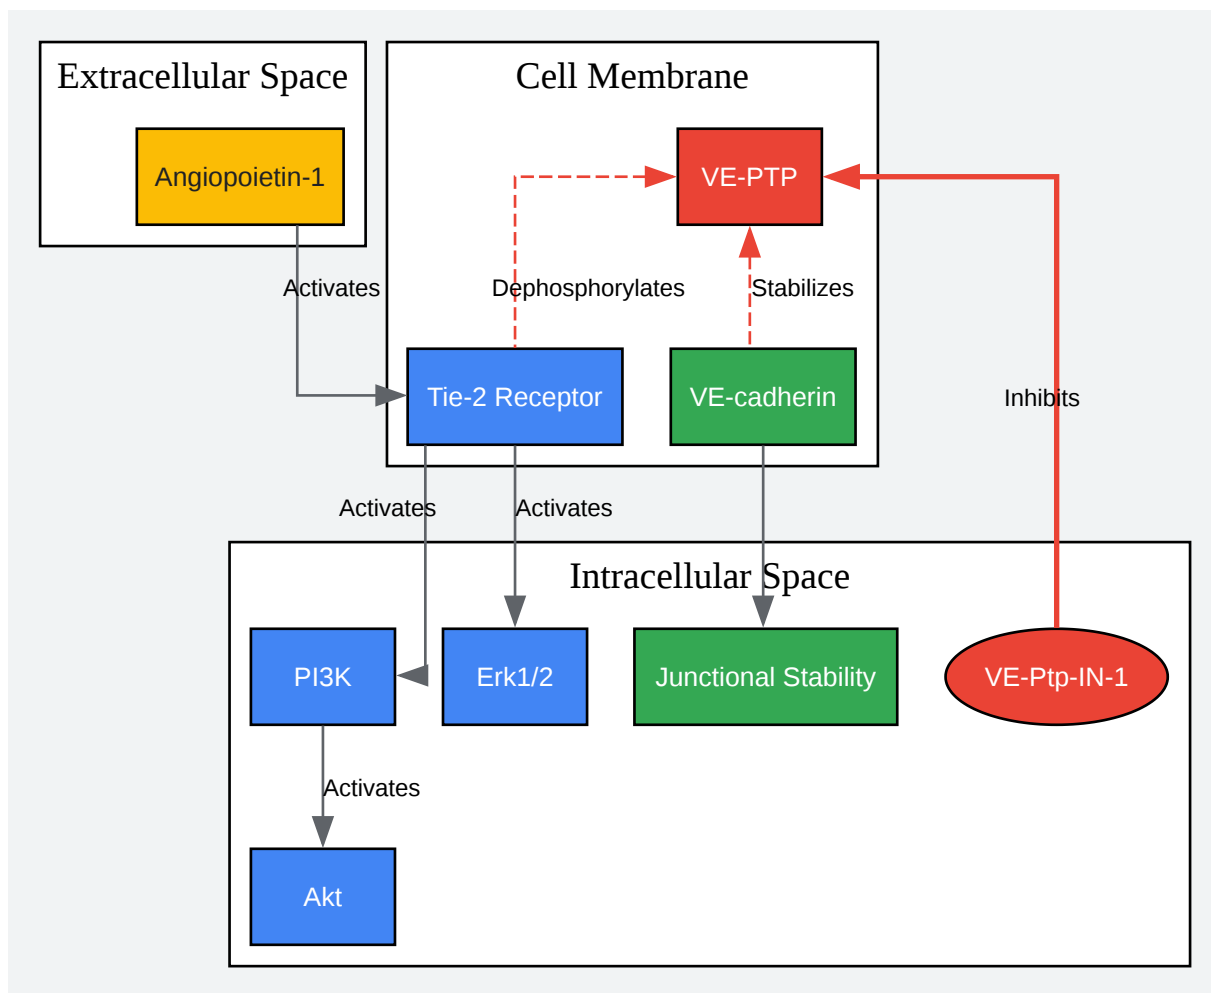 Extracellular Space
Cell Membrane
Angiopoietin-1
VE-PTP
Activates
Dephosphorylates
Stabilizes
Tie-2 Receptor
VE-cadherin
Inhibits
Activates
Activates
Intracellular Space
PI3K
Erk1/2
Junctional Stability
VE-Ptp-IN-1
Activates
Akt